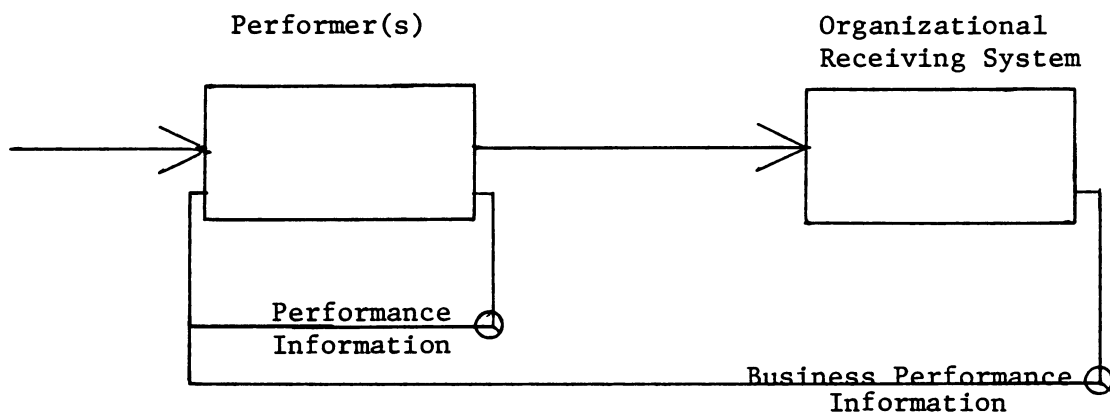 Performer(s)
Organizational
Receiving System
Performance
Information
Business Performance
Information